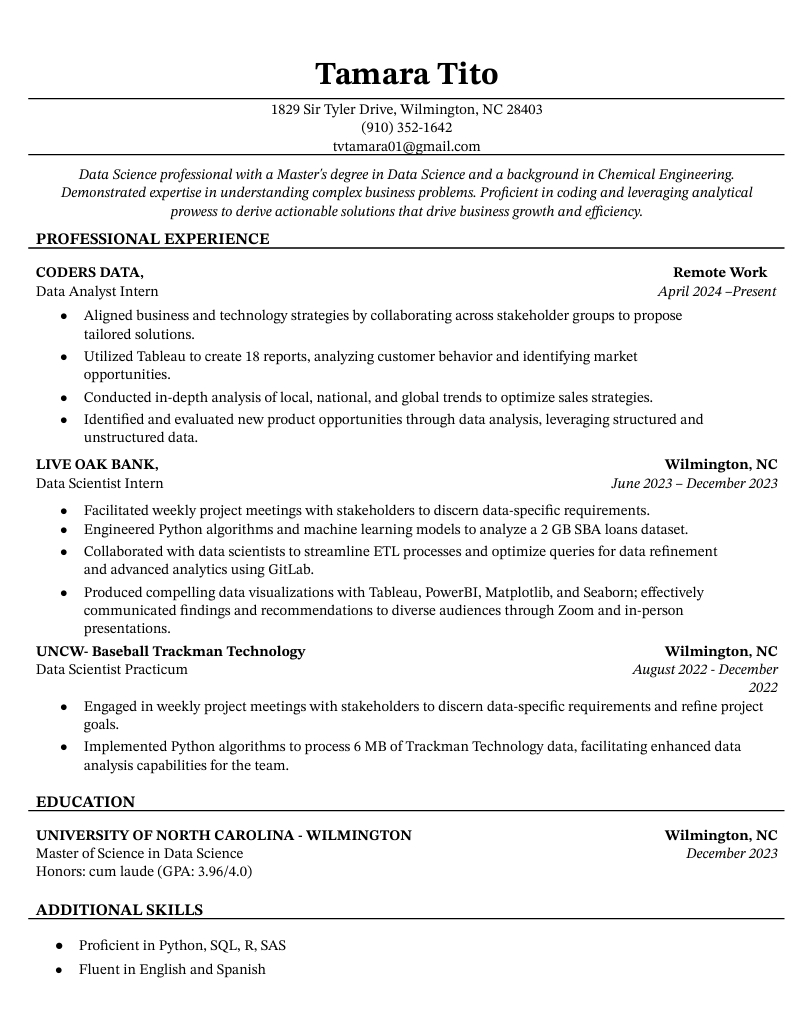 Tamara Tito
1829 Sir Tyler Drive, Wilmington, NC 28403
(910) 352-1642
tvtamara01@gmail.com
Data Science professional with a Master's degree in Data Science and a background in Chemical Engineering.
Demonstrated expertise in understanding complex business problems. Proficient in coding and leveraging analytical
prowess to derive actionable solutions that drive business growth and efficiency.
PROFESSIONAL EXPERIENCE
CODERS DATA, Remote Work
Data Analyst Intern April 2024 –Present
● Aligned business and technology strategies by collaborating across stakeholder groups to propose
tailored solutions.
● Utilized Tableau to create 18 reports, analyzing customer behavior and identifying market
opportunities.
● Conducted in-depth analysis of local, national, and global trends to optimize sales strategies.
● Identified and evaluated new product opportunities through data analysis, leveraging structured and
unstructured data.
LIVE OAK BANK, Wilmington, NC
Data Scientist Intern June 2023 – December 2023
● Facilitated weekly project meetings with stakeholders to discern data-specific requirements.
● Engineered Python algorithms and machine learning models to analyze a 2 GB SBA loans dataset.
● Collaborated with data scientists to streamline ETL processes and optimize queries for data refinement
and advanced analytics using GitLab.
● Produced compelling data visualizations with Tableau, PowerBI, Matplotlib, and Seaborn; effectively
communicated findings and recommendations to diverse audiences through Zoom and in-person
presentations.
UNCW- Baseball Trackman Technology Wilmington, NC
Data Scientist Practicum August 2022 - December
2022
● Engaged in weekly project meetings with stakeholders to discern data-specific requirements and refine project
goals.
● Implemented Python algorithms to process 6 MB of Trackman Technology data, facilitating enhanced data
analysis capabilities for the team.
EDUCATION
UNIVERSITY OF NORTH CAROLINA - WILMINGTON Wilmington, NC
Master of Science in Data Science December 2023
Honors: cum laude (GPA: 3.96/4.0)
ADDITIONAL SKILLS
● Proficient in Python, SQL, R, SAS
● Fluent in English and Spanish